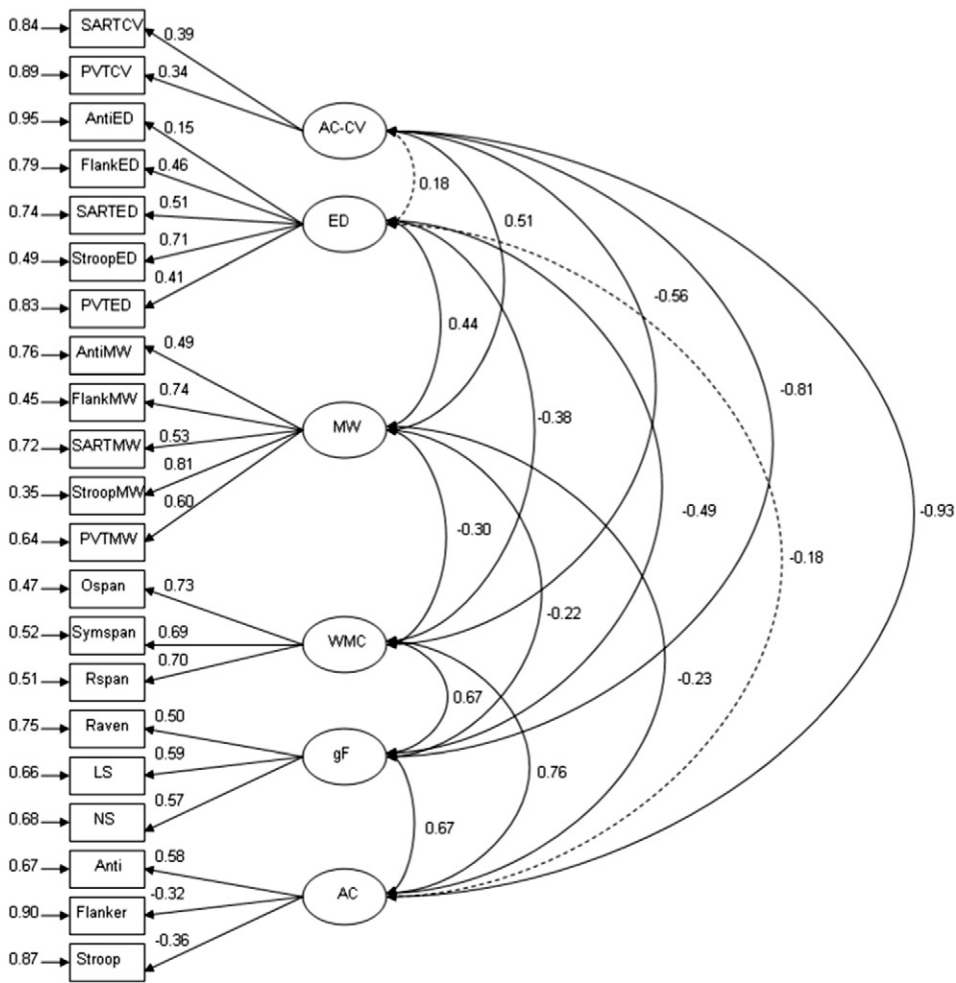 0.84 SARTCV 0.39
0.89 PVTCV 0.34
0.95 AntiED 0.15
AC-CV
0.79 FlankED 0.46
0.18
0.74 SARTED 0.51
ED
0.51
0.49 StroopED 0.71
0.83 PVTED 0.41
-0.56
0.44
0.76 AntiMW 0.49
0.45 FlankMW 0.74
-0.81
-0.38
MW
0.72 SARTMW 0.53
0.35 StroopMW 0.81
0.60
-0.49
-0.93
-0.30
0.64 PVTMW
-0.18
0.47 Ospan 0.73
-0.22
0.52 Symspan 0.69
WMC
0.51 Rspan 0.70
-0.23
0.67
0.75 Raven 0.50
gF
0.66 LS 0.59
0.76
0.68 NS 0.57
0.67
0.67 Anti 0.58
AC
0.90 Flanker -0.32
0.87 Stroop -0.36